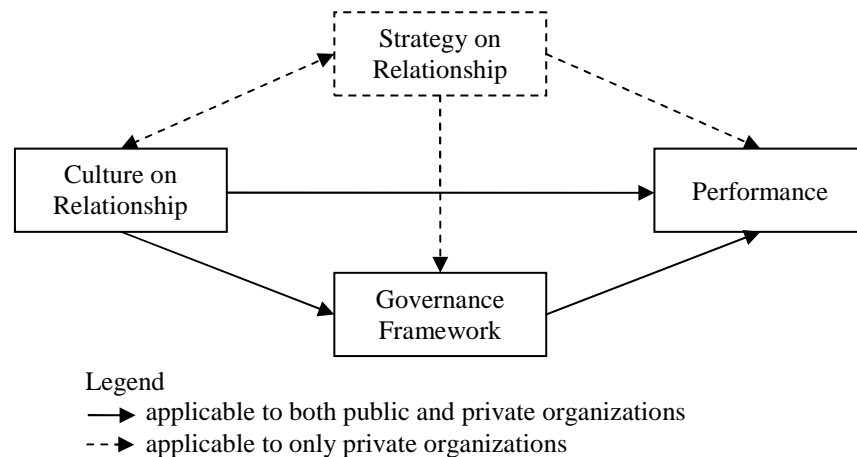 Strategy on
Relationship
Culture on
Relationship
Performance
Governance
Framework
Legend
applicable to both public and private organizations
applicable to only private organizations